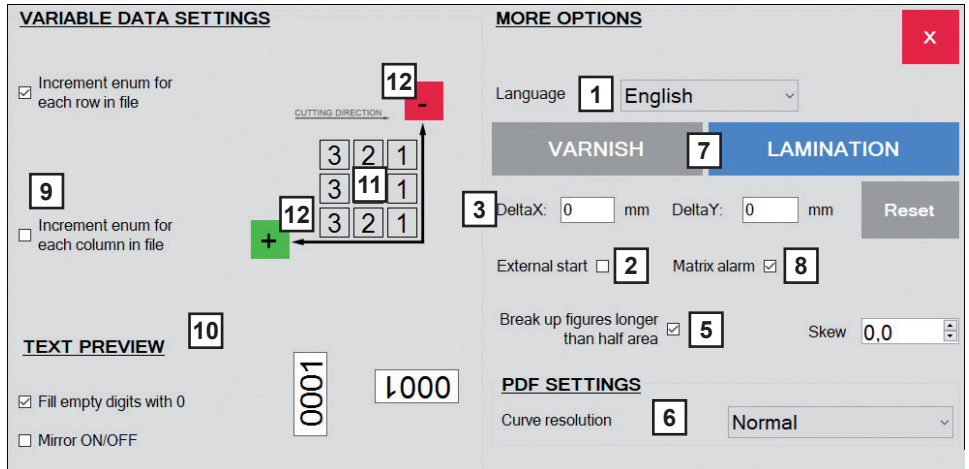 VARIABLE DATA SETTINGS
Increment enum for
each row in file
12
-
CUTTING DIRECTION
3 2 1
3 11 1
3 2 1
9
Increment enum for
each column in file
12
+
10
TEXT PREVIEW
Fill empty digits with 0
Mirror ON/OFF
0001
0001
MORE OPTIONS
X
Language 1 English
VARNISH 7 LAMINATION
3 DeltaX: 0 mm DeltaY: 0 mm Reset
External start 2 Matrix alarm 8
Break up figures longer
than half area 5 Skew 0,0
PDF SETTINGS
Curve resolution 6 Normal